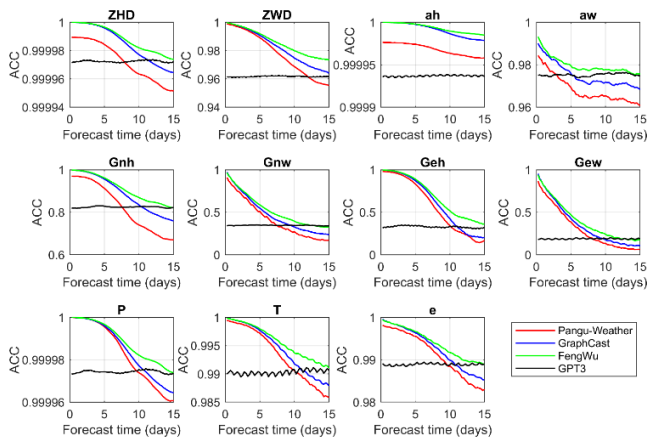 ZHD
ZWD
ah
aw
ACC
1
0.99998
0.99996
0.99994
0 5 10 15
Forecast time (days)
ACC
1
0.98
0.96
0.94
0 5 10 15
Forecast time (days)
ACC
1
0.99995
0.9999
0 5 10 15
Forecast time (days)
ACC
1
0.98
0.96
0 5 10 15
Forecast time (days)
Gnh
Gnw
Geh
Gew
ACC
1
0.8
0.6
0 5 10 15
Forecast time (days)
ACC
1
0.5
0
0 5 10 15
Forecast time (days)
ACC
1
0.5
0
0 5 10 15
Forecast time (days)
ACC
1
0.5
0
0 5 10 15
Forecast time (days)
P
T
e
ACC
1
0.99998
0.99996
0 5 10 15
Forecast time (days)
ACC
1
0.995
0.99
0.985
0 5 10 15
Forecast time (days)
ACC
1
0.99
0.98
0 5 10 15
Forecast time (days)
Pangu-Weather
GraphCast
FengWu
GPT3